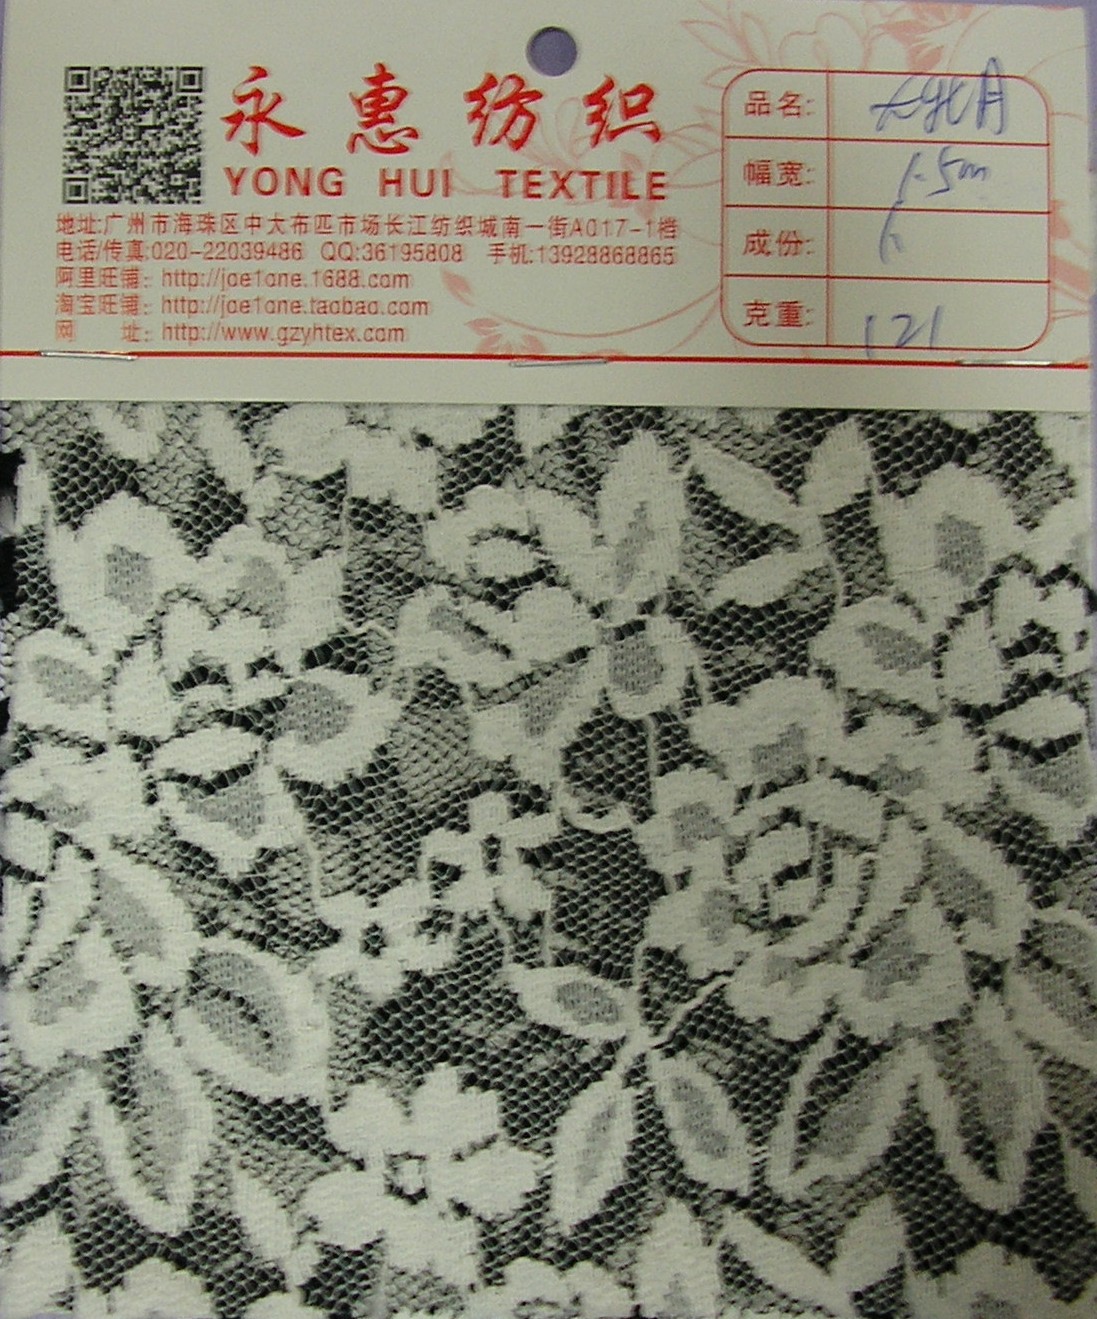 永惠纺织
YONG HUI TEXTILE
地址:广州市海珠区中大布匹市场长江纺织城南一街A017-1档
电话/传真:020-22039486 QQ:36195808 手机:13928868865
阿里旺铺: http://joe1one.1688.com
淘宝旺铺: http://joe1one.taobao.com
网 址: http://www.gzyhtex.com
品名:
幅宽: 1.5m
成份:
克重: 121